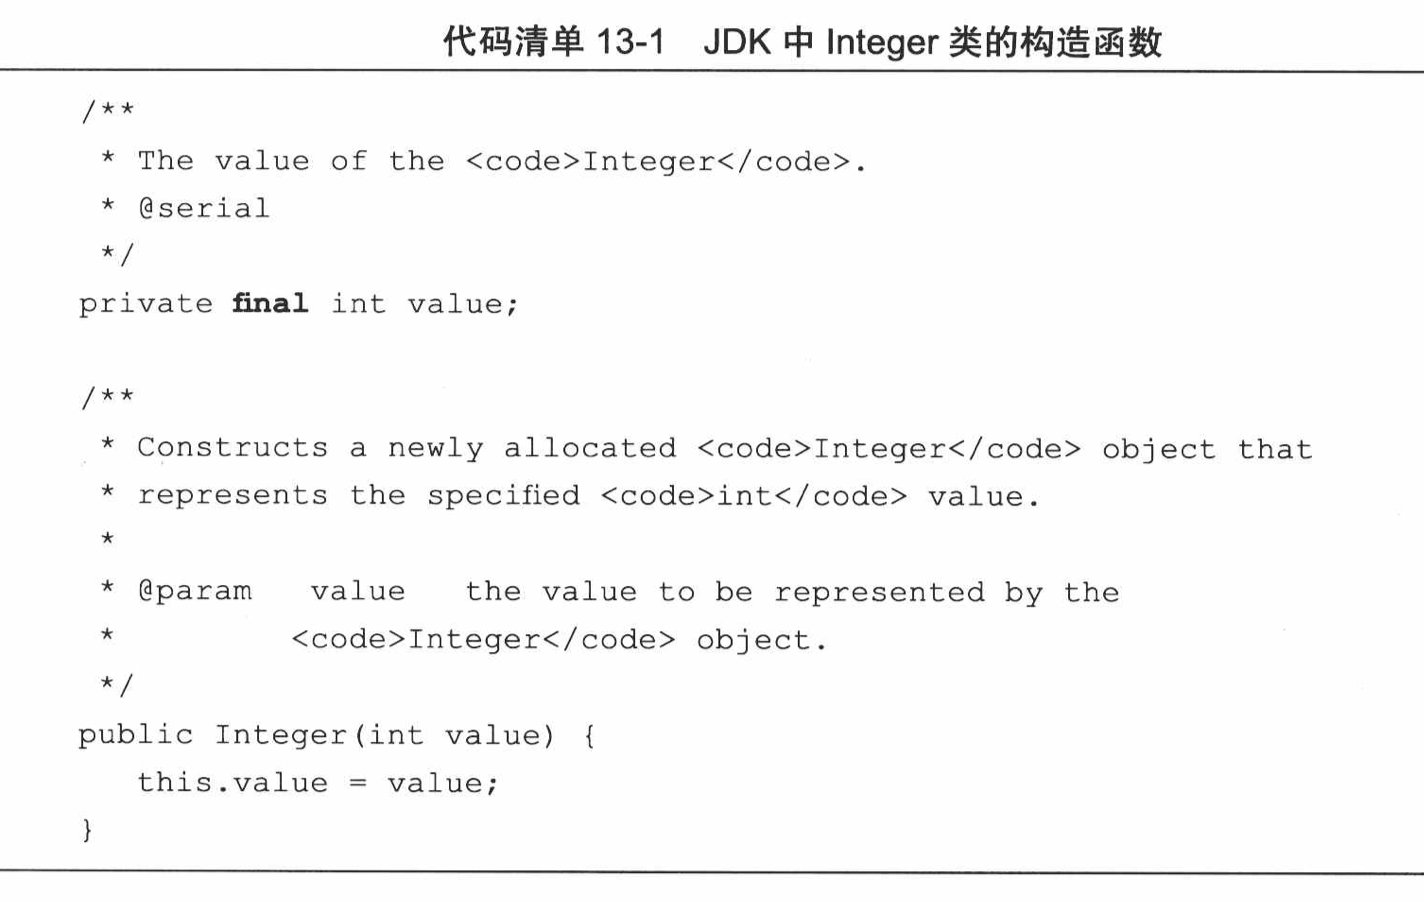 代码清单 13-1 JDK 中 Integer 类的构造函数
/**
 * The value of the <code>Integer</code>.
 * @serial
 */
private final int value;
/**
 * Constructs a newly allocated <code>Integer</code> object that
 * represents the specified <code>int</code> value.
 *
 * @param   value   the value to be represented by the
 *         <code>Integer</code> object.
 */
public Integer(int value) {
   this.value = value;
}